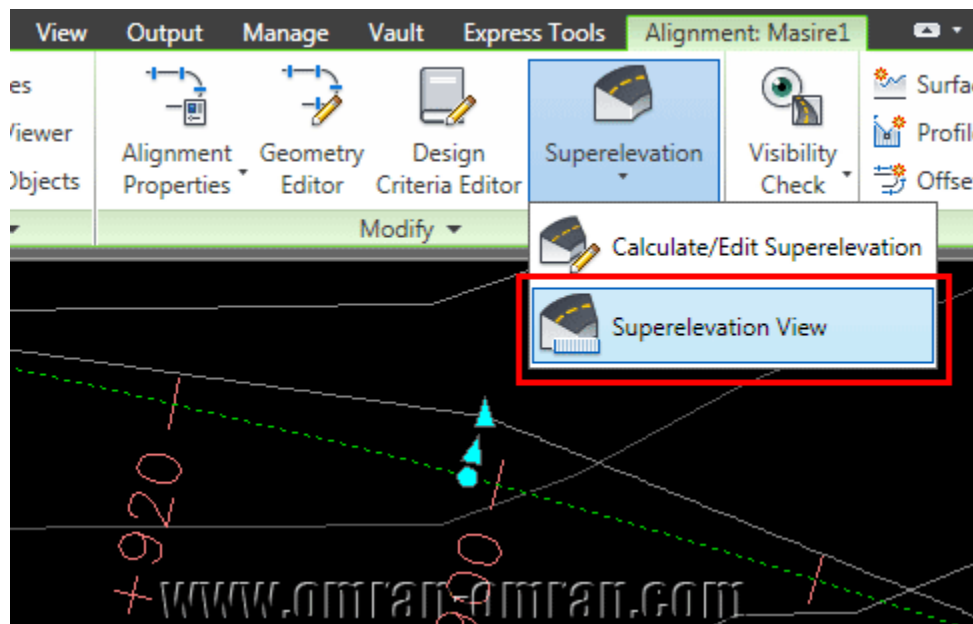 View Output Manage Vault Express Tools Alignment: Masire1
es
Viewer
Objects
Alignment
Properties
Geometry
Editor
Design
Criteria Editor
Superelevation
Visibility
Check
Surfa
Profil
Offse
Modify
Calculate/Edit Superelevation
Superelevation View
+920
900
www.omran-omran.com